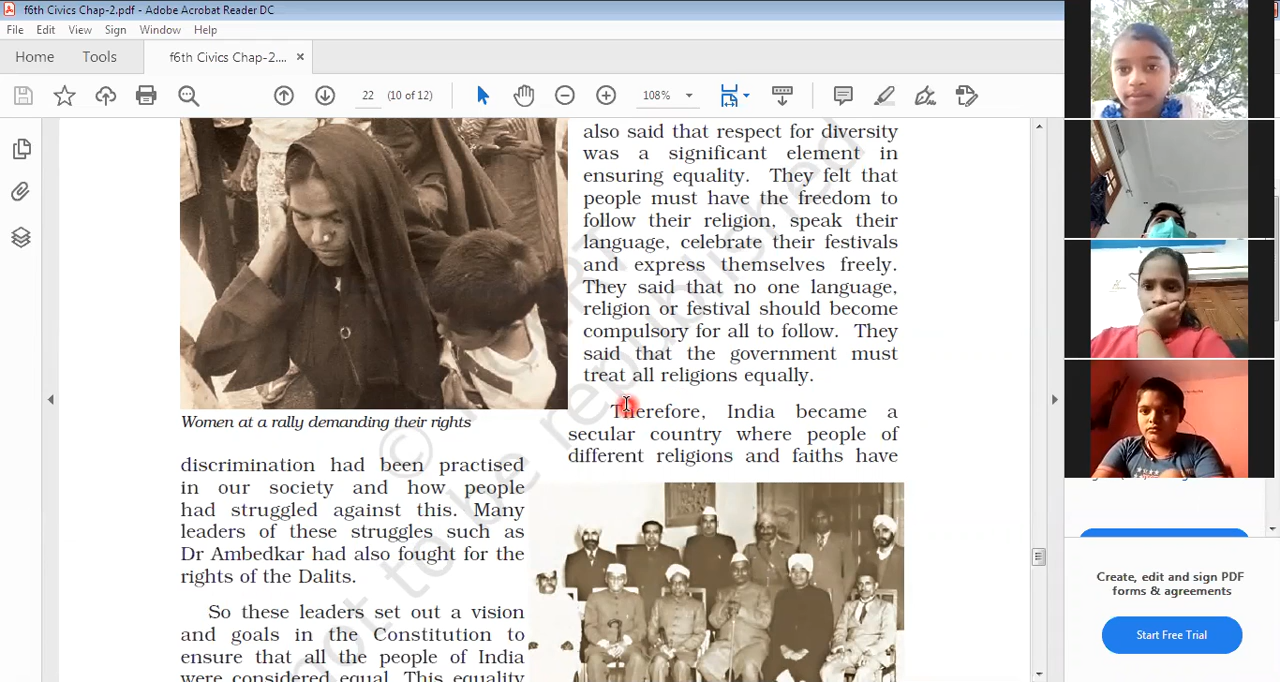 f6th Civics Chap-2.pdf - Adobe Acrobat Reader DC
File Edit View Sign Window Help
Home Tools f6th Civics Chap-2.... ×
22 (10 of 12) 108%
also said that respect for diversity
was a significant element in
ensuring equality. They felt that
people must have the freedom to
follow their religion, speak their
language, celebrate their festivals
and express themselves freely.
They said that no one language,
religion or festival should become
compulsory for all to follow. They
said that the government must
treat all religions equally.
Therefore, India became a
secular country where people of
different religions and faiths have
Women at a rally demanding their rights
discrimination had been practised
in our society and how people
had struggled against this. Many
leaders of these struggles such as
Dr Ambedkar had also fought for the
rights of the Dalits.
So these leaders set out a vision
and goals in the Constitution to
ensure that all the people of India
were considered equal. This equality
not to be republished
Create, edit and sign PDF
forms & agreements
Start Free Trial